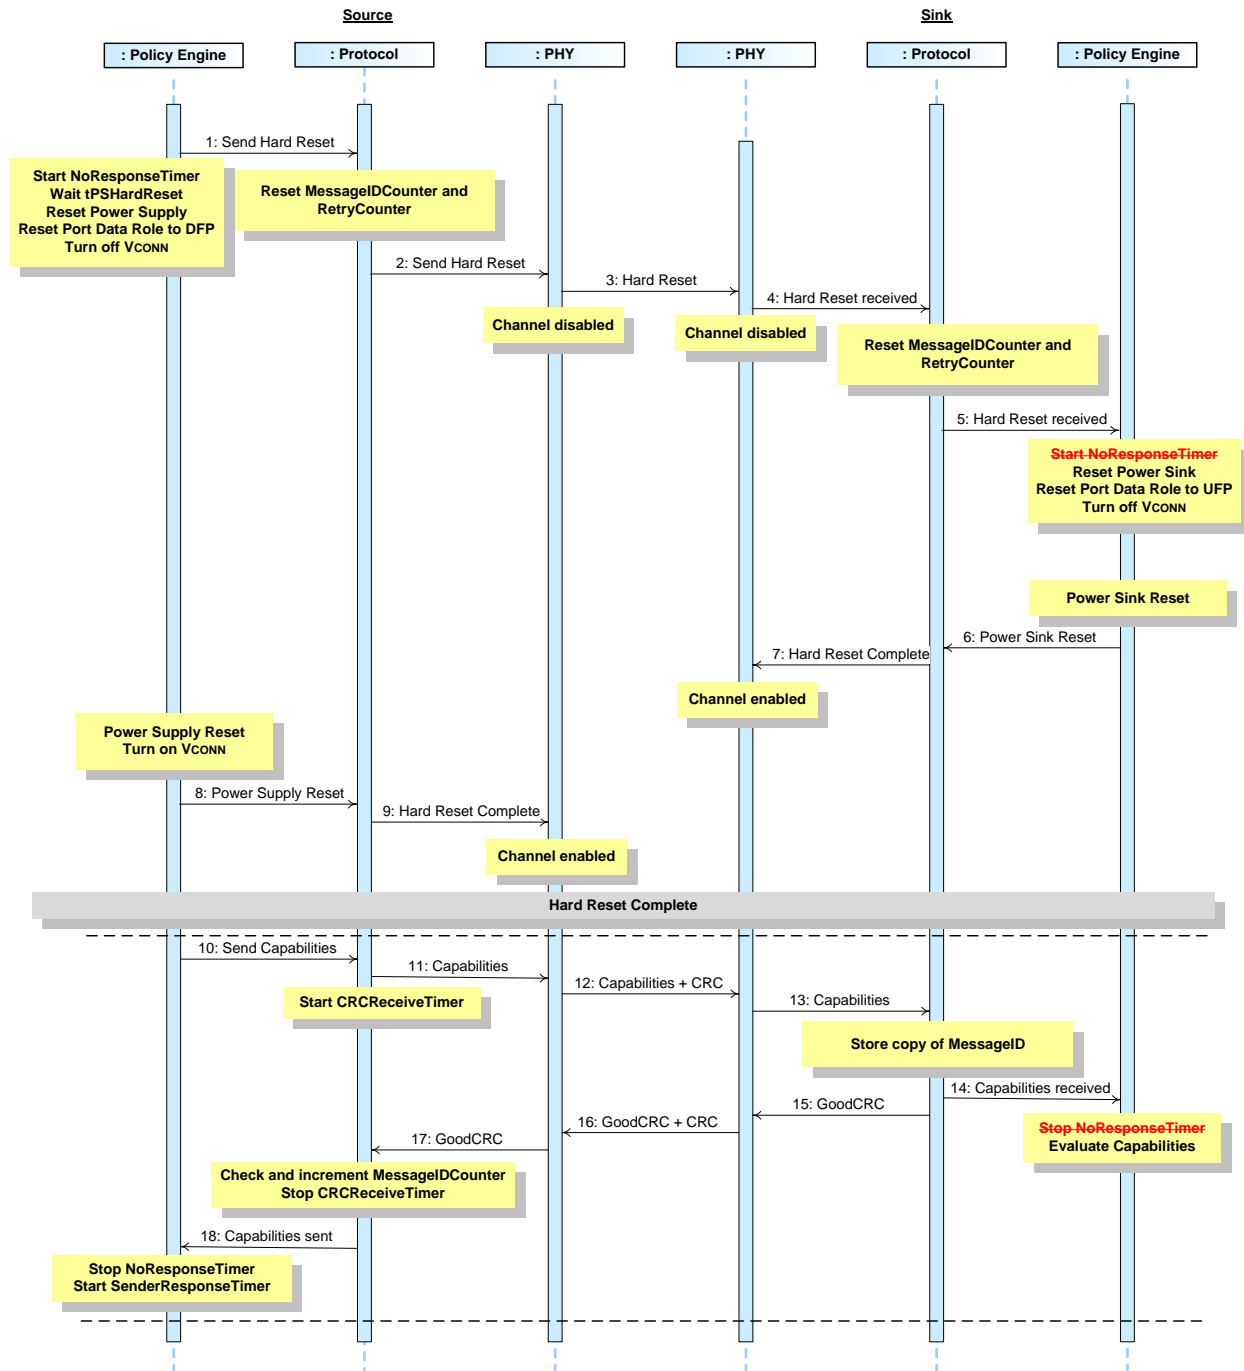 Source
Sink
: Policy Engine
: Protocol
: PHY
: PHY
: Protocol
: Policy Engine
1: Send Hard Reset
Start NoResponseTimer
Wait tPSHardReset
Reset Power Supply
Reset Port Data Role to DFP
Turn off VCONN
Reset MessageIDCounter and
RetryCounter
2: Send Hard Reset
3: Hard Reset
4: Hard Reset received
Channel disabled
Channel disabled
Reset MessageIDCounter and
RetryCounter
5: Hard Reset received
Start NoResponseTimer
Reset Power Sink
Reset Port Data Role to UFP
Turn off VCONN
Power Sink Reset
6: Power Sink Reset
7: Hard Reset Complete
Channel enabled
Power Supply Reset
Turn on VCONN
8: Power Supply Reset
9: Hard Reset Complete
Channel enabled
Hard Reset Complete
10: Send Capabilities
11: Capabilities
12: Capabilities + CRC
13: Capabilities
Start CRCReceiveTimer
Store copy of MessageID
14: Capabilities received
15: GoodCRC
16: GoodCRC + CRC
17: GoodCRC
Stop NoResponseTimer
Evaluate Capabilities
Check and increment MessageIDCounter
Stop CRCReceiveTimer
18: Capabilities sent
Stop NoResponseTimer
Start SenderResponseTimer